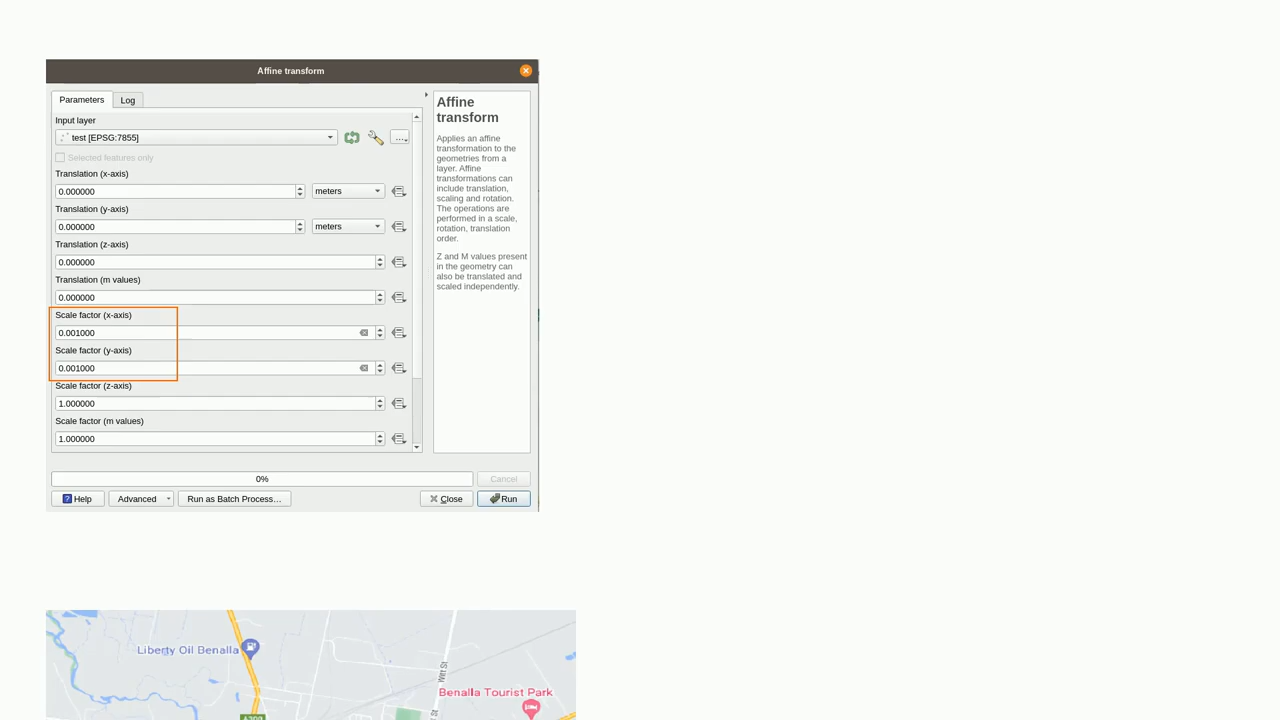 Affine transform
Parameters
Log
Input layer
test [EPSG:7855]
...
Selected features only
Translation (x-axis)
0.000000
meters
Translation (y-axis)
0.000000
meters
Translation (z-axis)
0.000000
Translation (m values)
0.000000
Scale factor (x-axis)
0.001000
Scale factor (y-axis)
0.001000
Scale factor (z-axis)
1.000000
Scale factor (m values)
1.000000
Affine
transform
Applies an affine
transformation to the
geometries from a
layer. Affine
transformations can
include translation,
scaling and rotation.
The operations are
performed in a scale,
rotation, translation
order.
Z and M values present
in the geometry can
also be translated and
scaled independently.
0%
Cancel
? Help
Advanced
Run as Batch Process…
Close
Run
Liberty Oil Benalla
Witt St
Benalla Tourist Park
St
A300